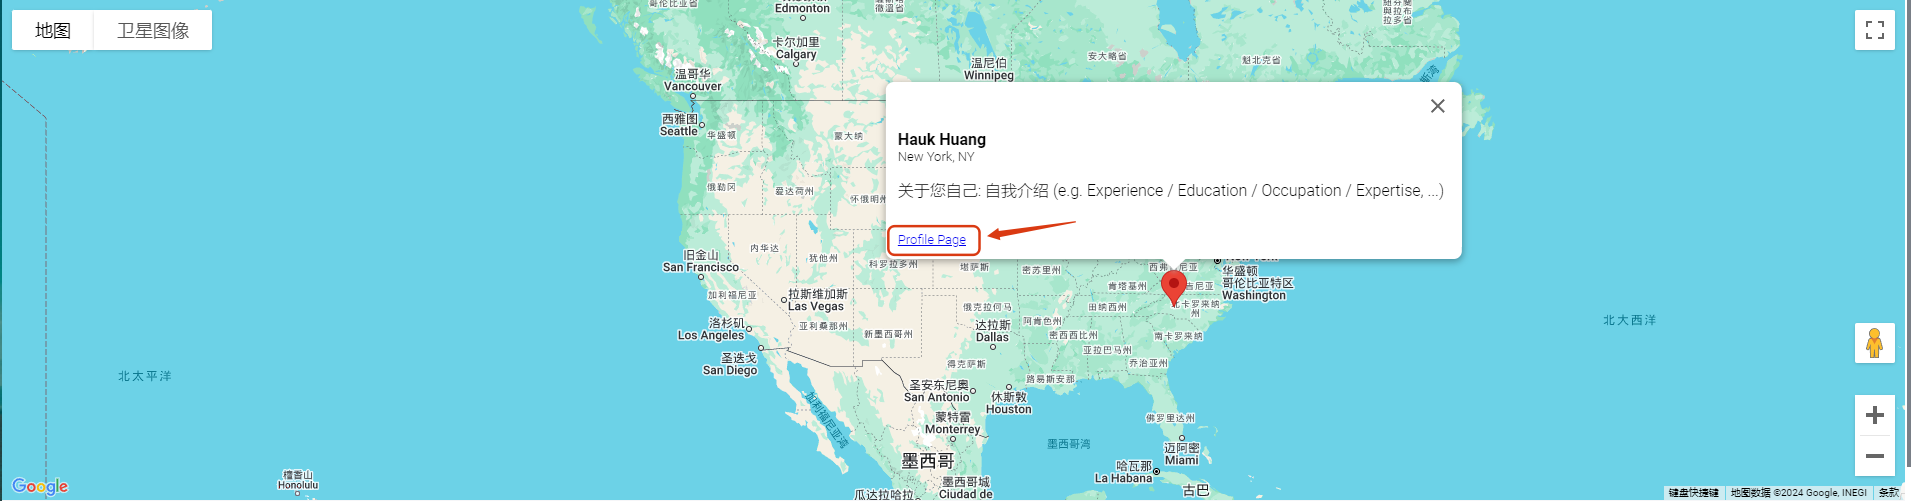 地图
卫星图像
Edmonton
卡尔加里
Calgary
温哥华
Vancouver
西雅图
Seattle
华盛顿
蒙大纳
俄勒冈
爱达荷州
怀俄明州
温尼伯
Winnipeg
安大略省
魁北克省
Hauk Huang
New York, NY
关于您自己: 自我介绍 (e.g. Experience / Education / Occupation / Expertise, ...)
Profile Page
旧金山
San Francisco
内华达
犹他州
科罗拉多州
堪萨斯
密苏里州
华盛顿
哥伦比亚特区
Washington
加利福尼亚
拉斯维加斯
Las Vegas
肯塔基州
俄克拉何马
田纳西州
北卡罗来纳
州
洛杉矶
Los Angeles
亚利桑那州
新墨西哥州
达拉斯
Dallas
阿肯色州
密西西比州
南卡罗来纳
亚拉巴马州
乔治亚州
圣迭戈
San Diego
得克萨斯
路易斯安那
圣安东尼奥
San Antonio
休斯敦
Houston
加利福尼亚湾
蒙特雷
Monterrey
佛罗里达州
墨西哥湾
迈阿密
Miami
墨西哥
哈瓦那
La Habana
古巴
墨西哥城
Ciudad de
瓜达拉哈拉
北太平洋
北大西洋
檀香山
Honolulu
Google
键盘快捷键
地图数据 ©2024 Google, INEGI
条款